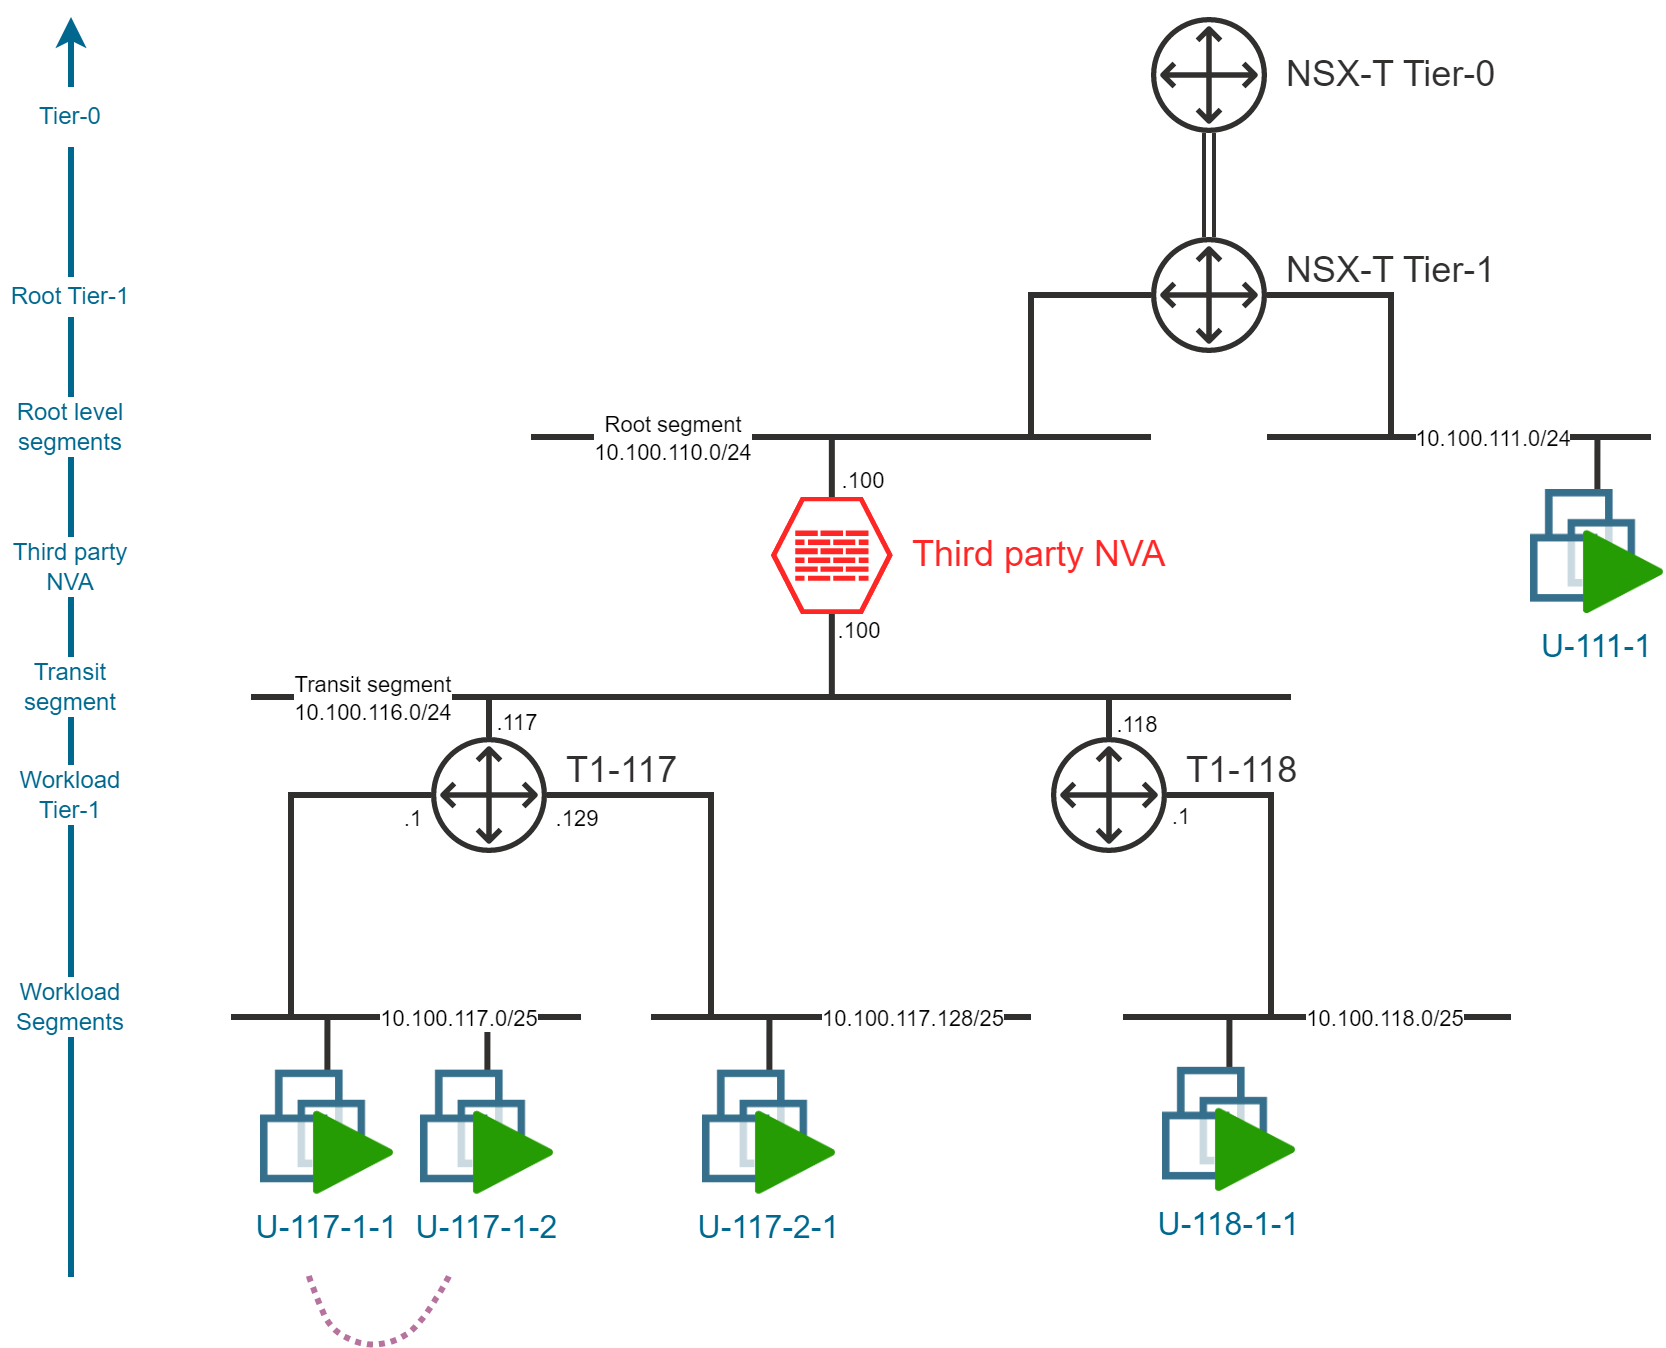 NSX-T Tier-0
Tier-0
NSX-T Tier-1
Root Tier-1
Root level
segments
Root segment
10.100.110.0/24
10.100.111.0/24
.100
Third party
NVA
Third party NVA
.100
U-111-1
Transit
segment
Transit segment
10.100.116.0/24
.117
.118
Workload
Tier-1
T1-117
T1-118
.1
.129
.1
Workload
Segments
10.100.117.0/25
10.100.117.128/25
10.100.118.0/25
U-117-1-1
U-117-1-2
U-117-2-1
U-118-1-1